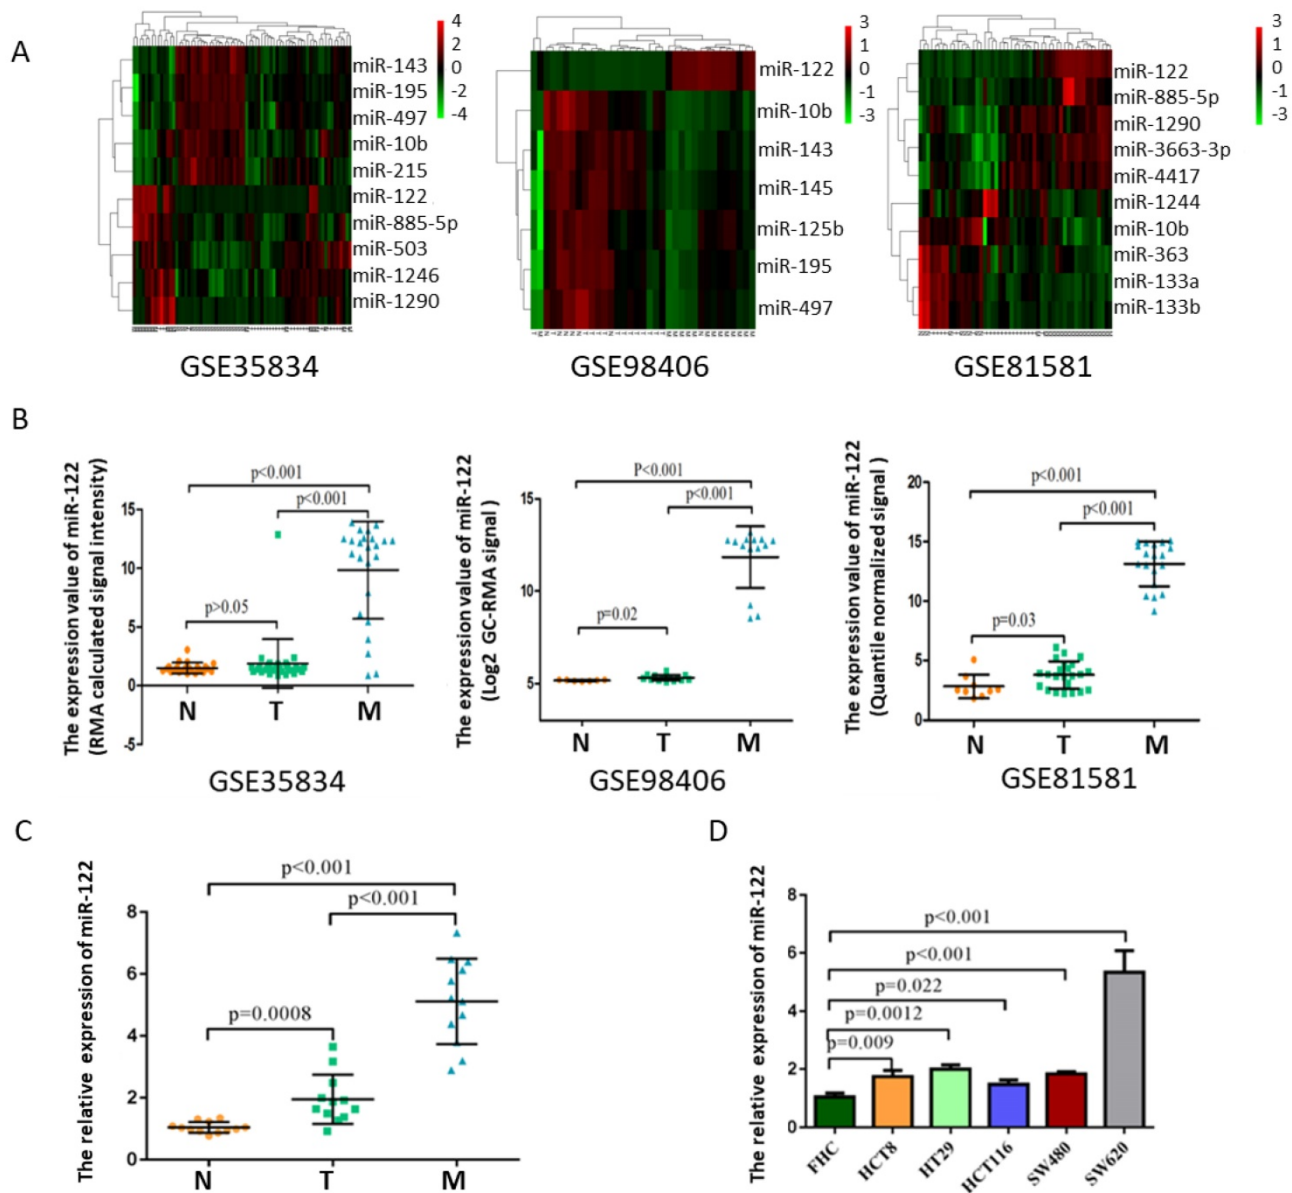 A
miR-143
miR-195
miR-497
miR-10b
miR-215
miR-122
miR-885-5p
miR-503
miR-1246
miR-1290
4
2
0
-2
-4
GSE35834
miR-122
miR-10b
miR-143
miR-145
miR-125b
miR-195
miR-497
3
1
0
-1
-3
GSE98406
miR-122
miR-885-5p
miR-1290
miR-3663-3p
miR-4417
miR-1244
miR-10b
miR-363
miR-133a
miR-133b
3
1
0
-1
-3
GSE81581
B
The expression value of miR-122
(RMA calculated signal intensity)
15
10
5
0
-5
p<0.001
p<0.001
p>0.05
N T M
GSE35834
The expression value of miR-122
(Log2 GC-RMA signal )
15
10
5
P<0.001
p<0.001
p=0.02
N T M
GSE98406
The expression value of miR-122
(Quantile normalized signal )
20
15
10
5
0
p<0.001
p<0.001
p=0.03
N T M
GSE81581
C
The relative expression of miR-122
8
6
4
2
0
p<0.001
p<0.001
p=0.0008
N T M
D
The relative expression of miR-122
8
6
4
2
0
p<0.001
p<0.001
p=0.022
p=0.0012
p=0.009
FHC
HCT8
HT29
HCT116
SW480
SW620